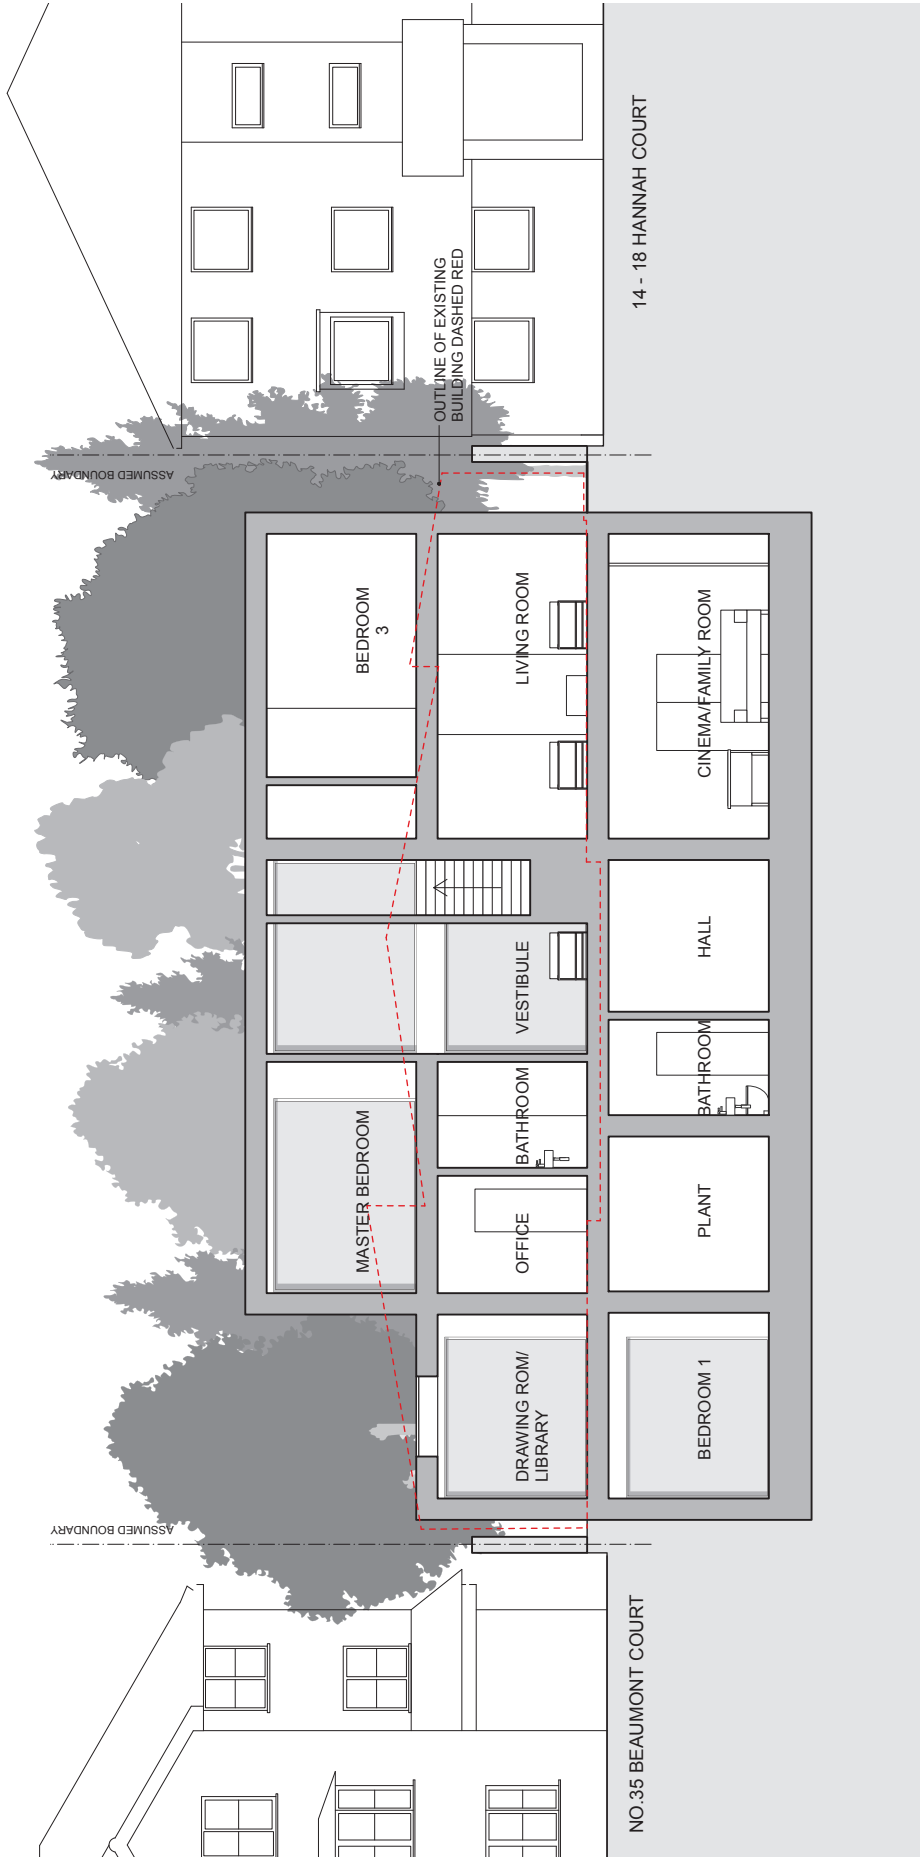 ASSUMED BOUNDARY
ASSUMED BOUNDARY
OUTLINE OF EXISTING
BUILDING DASHED RED
MASTER BEDROOM
BEDROOM
3
DRAWING ROM/
LIBRARY
OFFICE
BATHROOM
VESTIBULE
LIVING ROOM
BEDROOM 1
PLANT
BATHROOM
HALL
CINEMA/FAMILY ROOM
NO.35 BEAUMONT COURT
14 - 18 HANNAH COURT